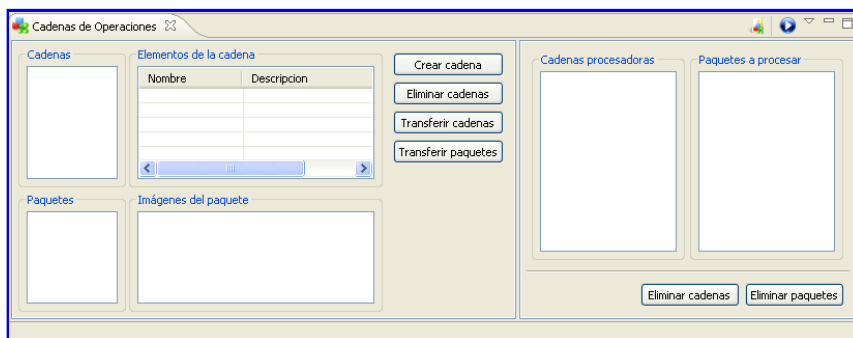 Cadenas de Operaciones
Cadenas
Elementos de la cadena
Nombre
Descripcion
Crear cadena
Eliminar cadenas
Transferir cadenas
Transferir paquetes
Paquetes
Imágenes del paquete
Cadenas procesadoras
Paquetes a procesar
Eliminar cadenas
Eliminar paquetes